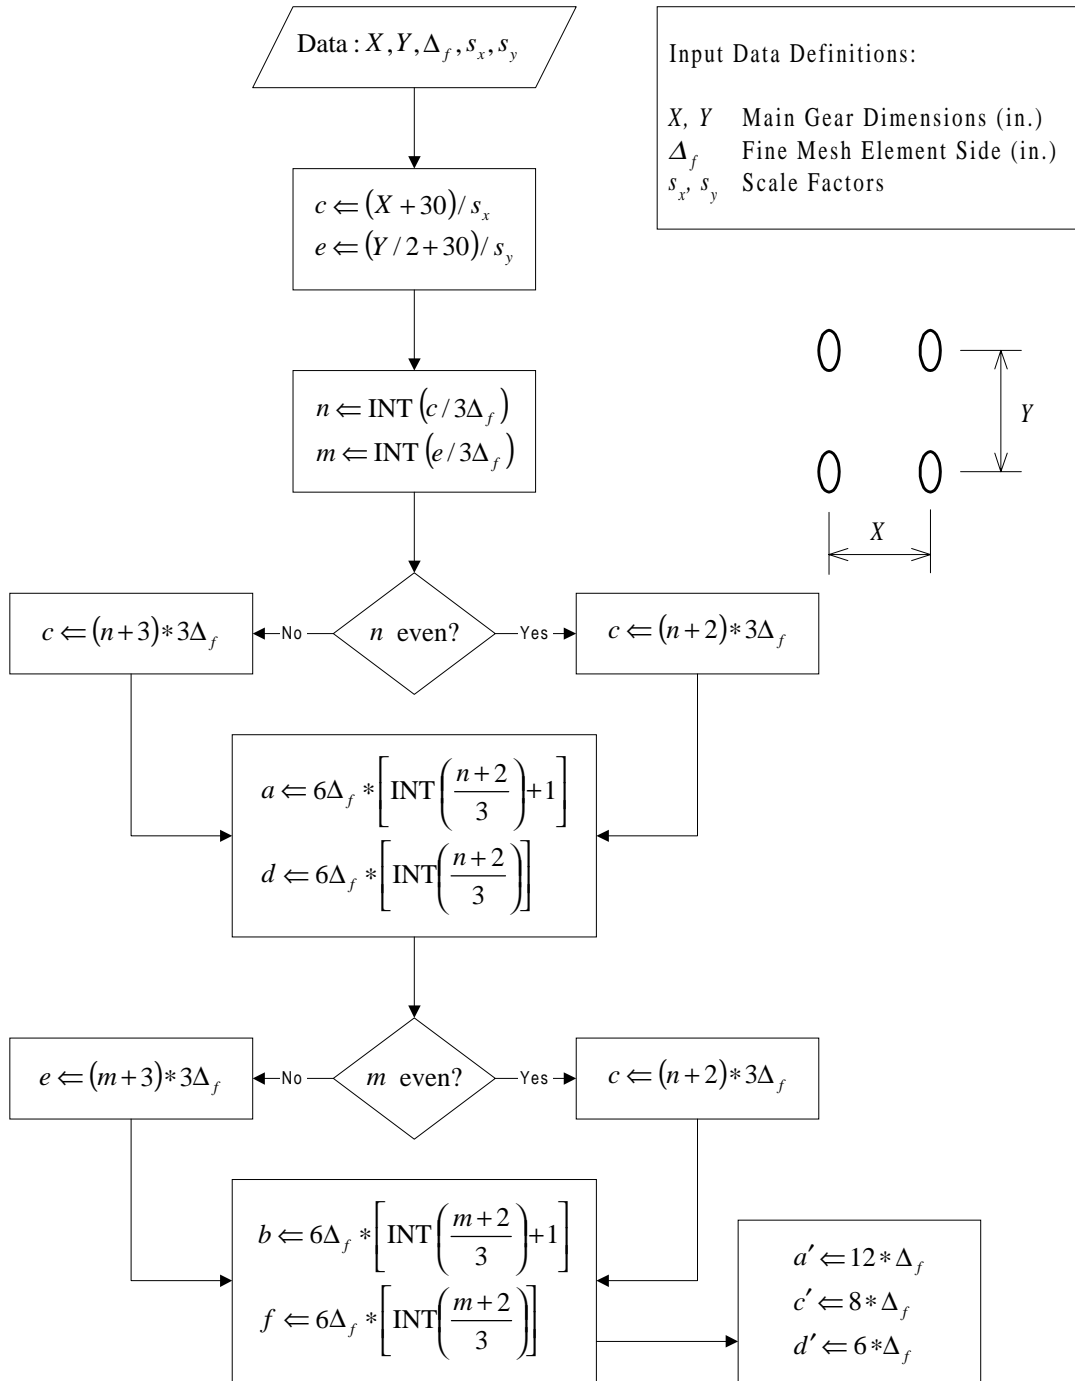 Data : X, Y, Δ_f, s_x, s_y
Input Data Definitions:
X, Y Main Gear Dimensions (in.)
Δ_f Fine Mesh Element Side (in.)
s_x, s_y Scale Factors
c ⇐ (X + 30) / s_x
e ⇐ (Y / 2 + 30) / s_y
n ⇐ INT (c / 3Δ_f)
m ⇐ INT (e / 3Δ_f)
Y
X
c ⇐ (n + 3) * 3Δ_f
No
n even?
Yes
c ⇐ (n + 2) * 3Δ_f
a ⇐ 6Δ_f * [INT ((n + 2) / 3) + 1]
d ⇐ 6Δ_f * [INT ((n + 2) / 3)]
e ⇐ (m + 3) * 3Δ_f
No
m even?
Yes
c ⇐ (n + 2) * 3Δ_f
b ⇐ 6Δ_f * [INT ((m + 2) / 3) + 1]
f ⇐ 6Δ_f * [INT ((m + 2) / 3)]
a′ ⇐ 12 * Δ_f
c′ ⇐ 8 * Δ_f
d′ ⇐ 6 * Δ_f